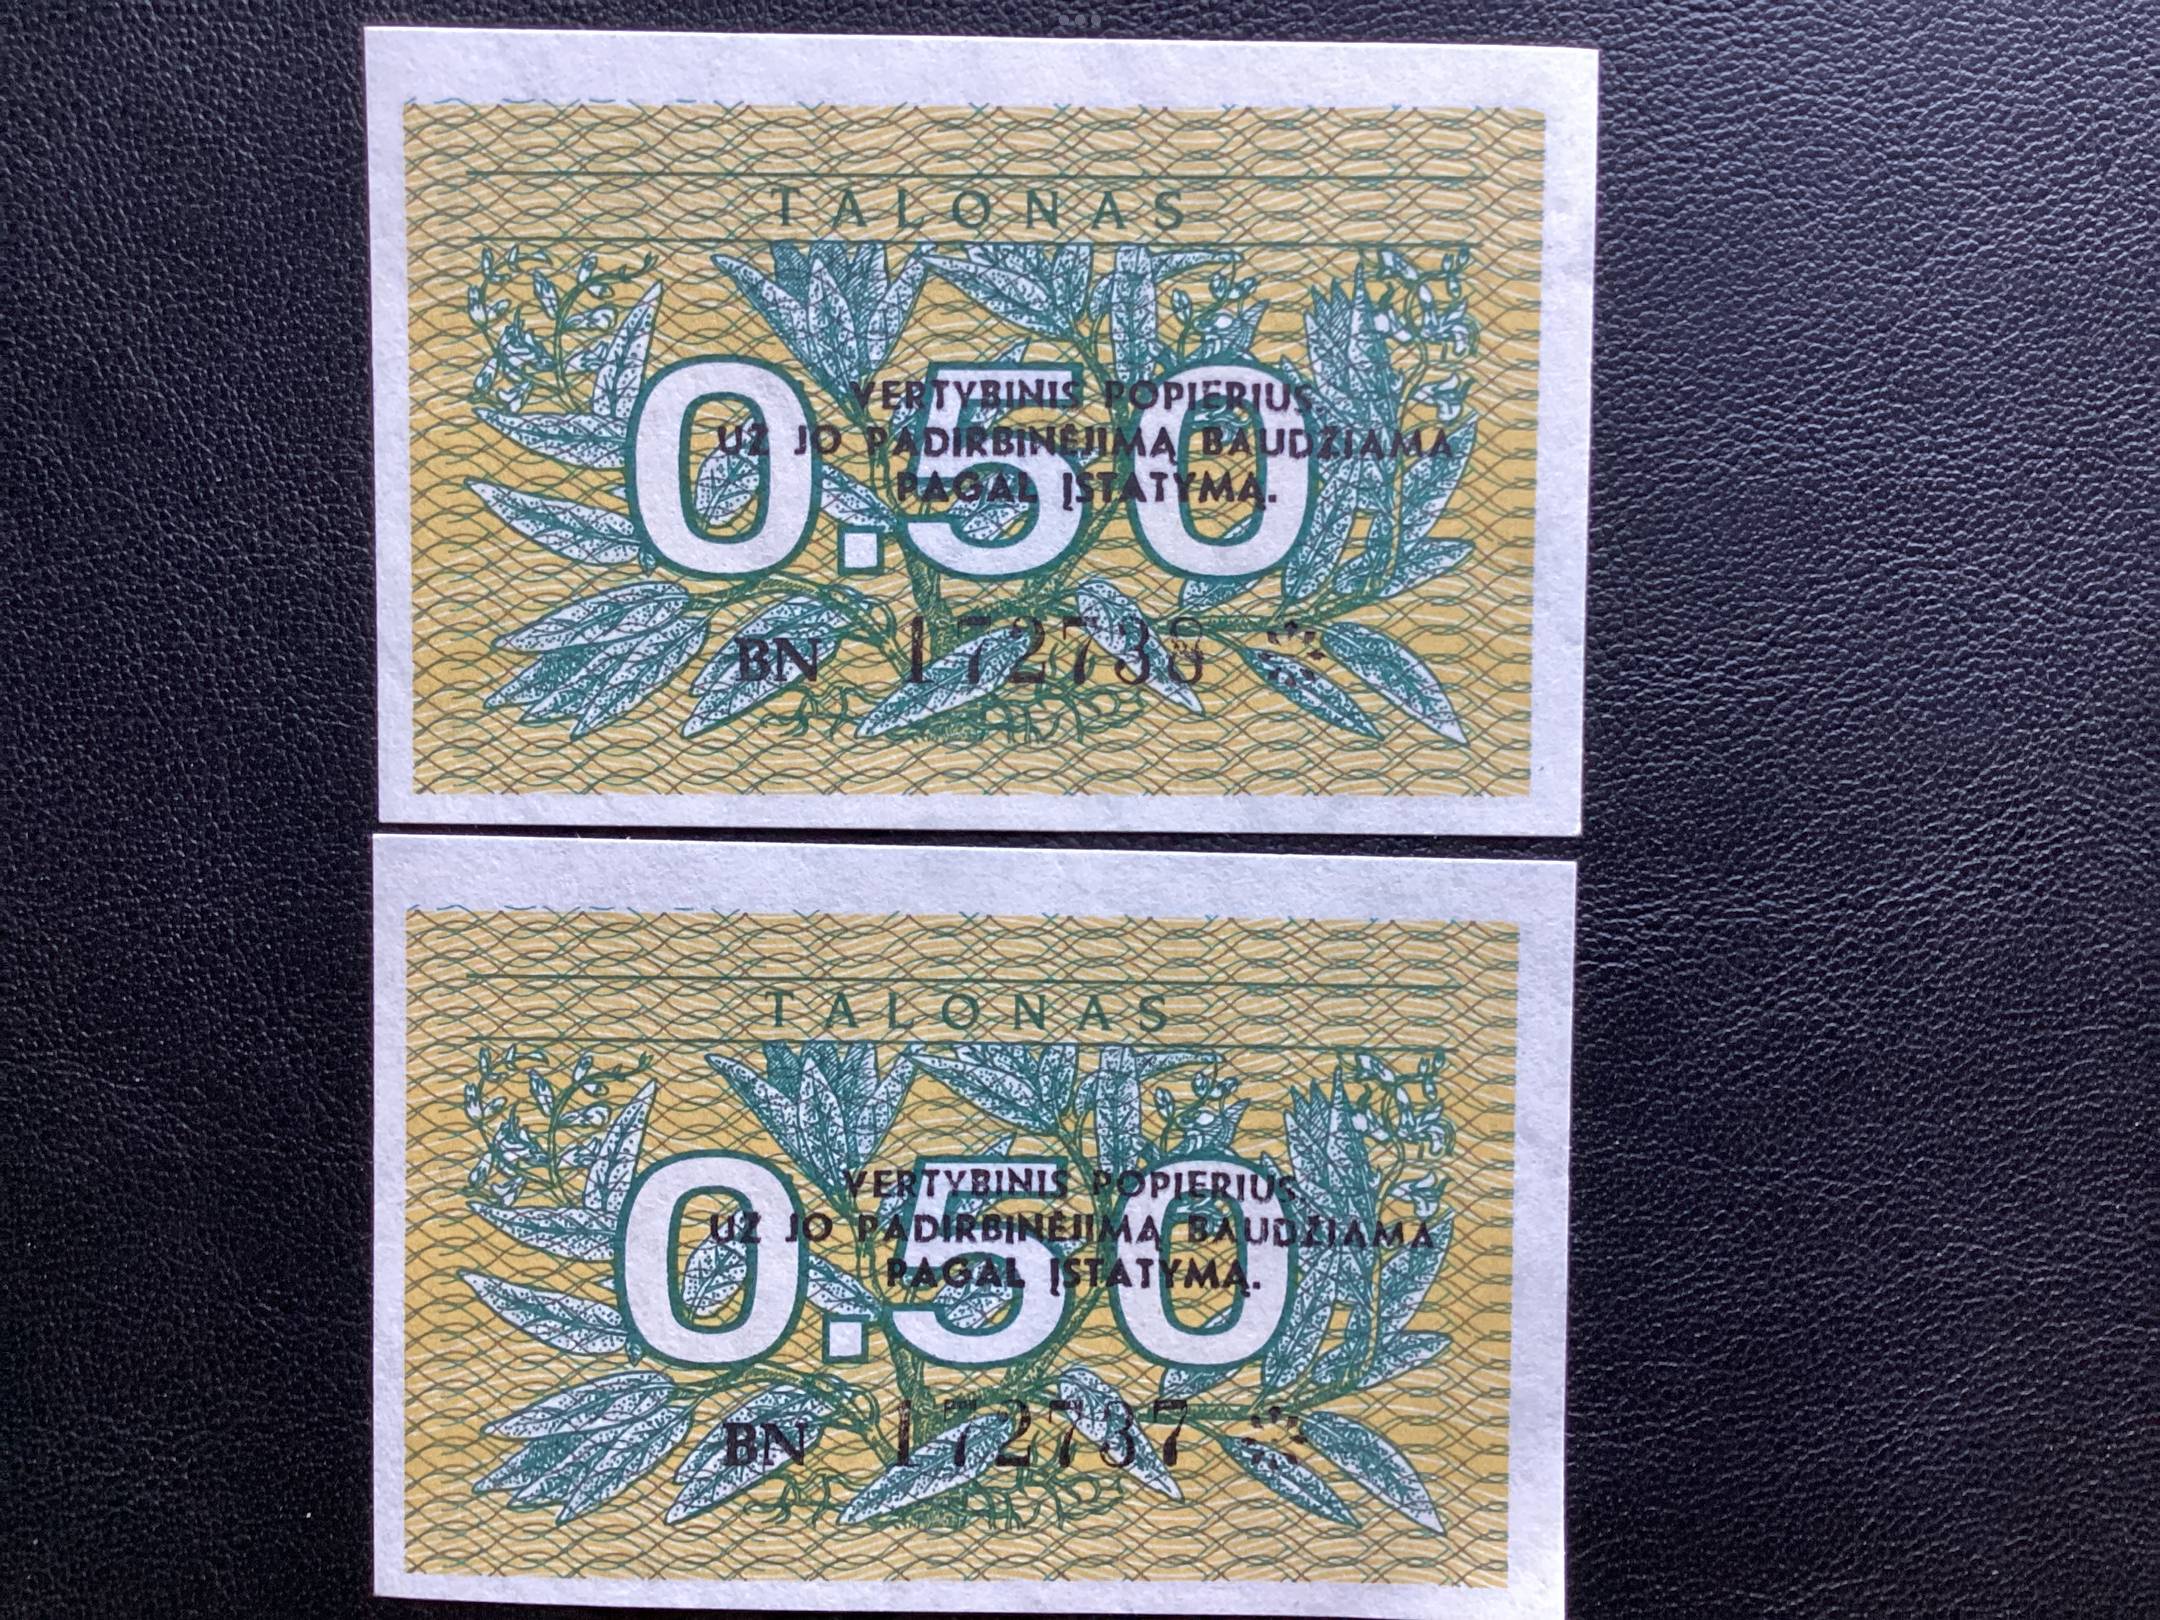 TALONAS
0.50
VERTYBINIS POPIERIUS.
UŽ JO PADIRBINĖJIMĄ BAUDŽIAMA
PAGAL ĮSTATYMĄ.
BN 172738
TALONAS
0.50
VERTYBINIS POPIERIUS.
UŽ JO PADIRBINĖJIMĄ BAUDŽIAMA
PAGAL ĮSTATYMĄ.
BN 172737